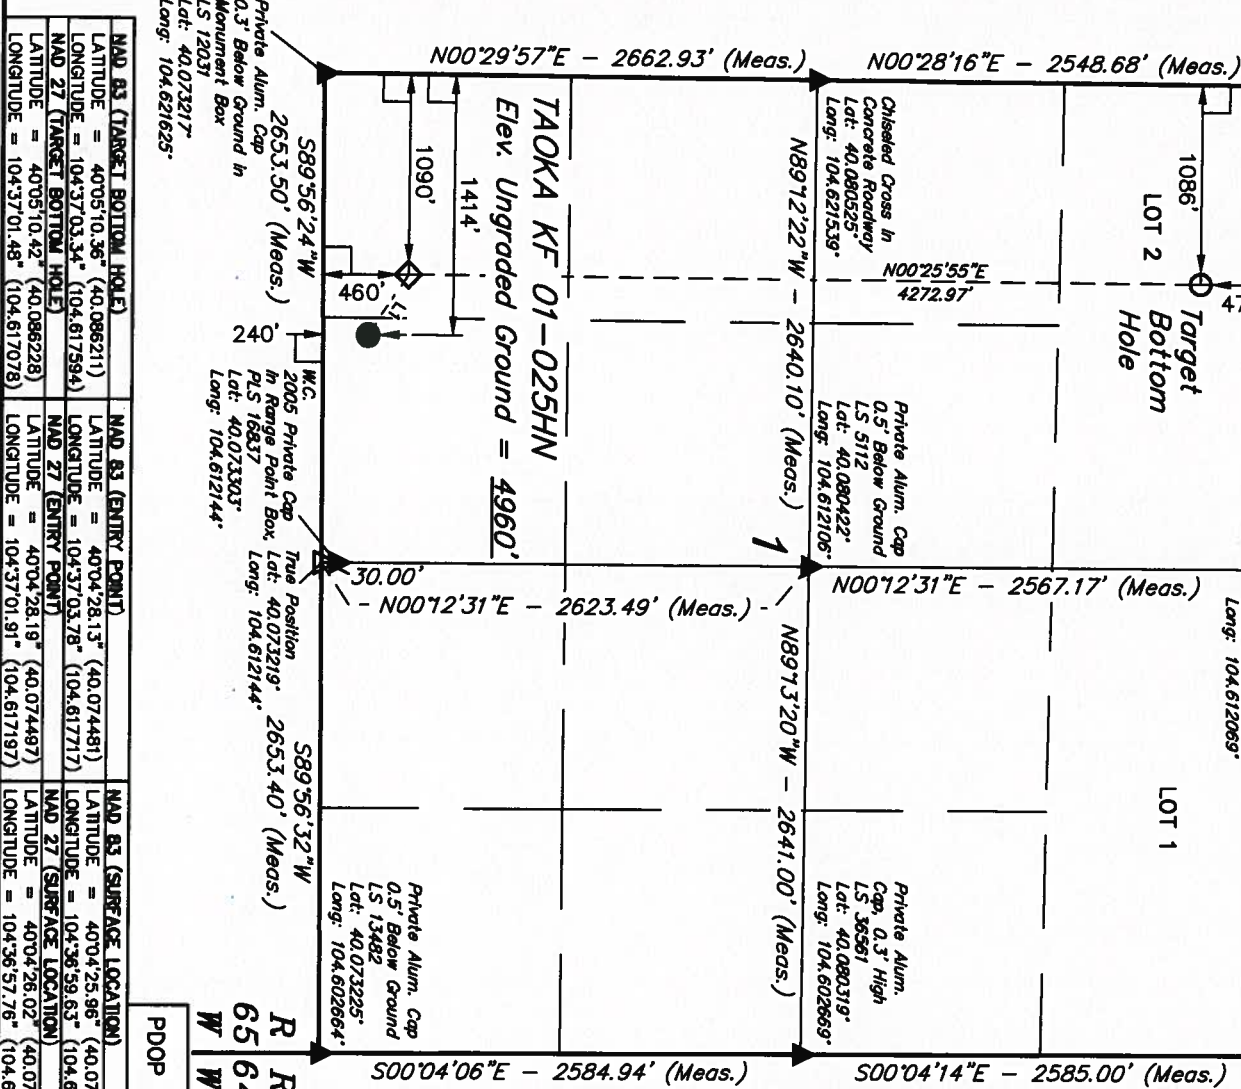 N00°29'57"E - 2662.93' (Meas.)
N00°28'16"E - 2548.68' (Meas.)
Private Alum. Cap
0.3' Below Ground in
Monument Box
LS 12031
Lat: 40.073217°
Long: 104.621625°
Chiseled Cross in
Concrete Roadway
Lat: 40.080525°
Long: 104.621539°
1086'
LOT 2
Target
Bottom
Hole
1090'
1414'
TAOKA KF 01-025HN
Elev. Ungraded Ground = 4960'
S89°56'24"W
2653.50' (Meas.)
N89°12'22"W - 2640.10' (Meas.)
N00°25'55"E
4272.97'
460'
240'
W.C.
2005 Private Cap
in Range Point Box,
PLS 16837
Lat: 40.073303°
Long: 104.612144°
Private Alum. Cap
0.5' Below Ground
LS 5112
Lat: 40.080422°
Long: 104.612106°
1
30.00'
True Position
Lat: 40.073219°
Long: 104.612144°
N00°12'31"E - 2623.49' (Meas.)
N00°12'31"E - 2567.17' (Meas.)
Long: 104.612069°
LOT 1
S89°56'32"W
2653.40' (Meas.)
N89°13'20"W - 2641.00' (Meas.)
Private Alum. Cap
0.5' Below Ground
LS 13482
Lat: 40.073225°
Long: 104.602664°
Private Alum.
Cap, 0.3' High
LS 36561
Lat: 40.080319°
Long: 104.602669°
S00°04'06"E - 2584.94' (Meas.)
S00°04'14"E - 2585.00' (Meas.)
R R
65 64
W W
PDOP
NAD 83 (TARGET BOTTOM HOLE)
LATITUDE = 40°05'10.36" (40.086211)
LONGITUDE = 104°37'03.34" (104.617594)
NAD 27 (TARGET BOTTOM HOLE)
LATITUDE = 40°05'10.42" (40.086228)
LONGITUDE = 104°37'01.48" (104.617078)
NAD 83 (ENTRY POINT)
LATITUDE = 40°04'28.13" (40.074481)
LONGITUDE = 104°37'03.78" (104.617717)
NAD 27 (ENTRY POINT)
LATITUDE = 40°04'28.19" (40.074497)
LONGITUDE = 104°37'01.91" (104.617197)
NAD 83 (SURFACE LOCATION)
LATITUDE = 40°04'25.96" (40.07
LONGITUDE = 104°36'59.63" (104.6
NAD 27 (SURFACE LOCATION)
LATITUDE = 40°04'26.02" (40.07
LONGITUDE = 104°36'57.76" (104.6